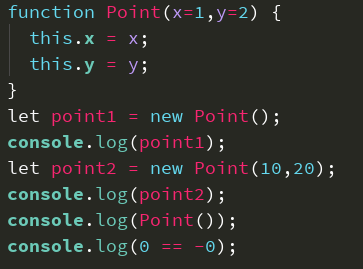 function Point(x=1,y=2) {
  this.x = x;
  this.y = y;
}
let point1 = new Point();
console.log(point1);
let point2 = new Point(10,20);
console.log(point2);
console.log(Point());
console.log(0 == -0);